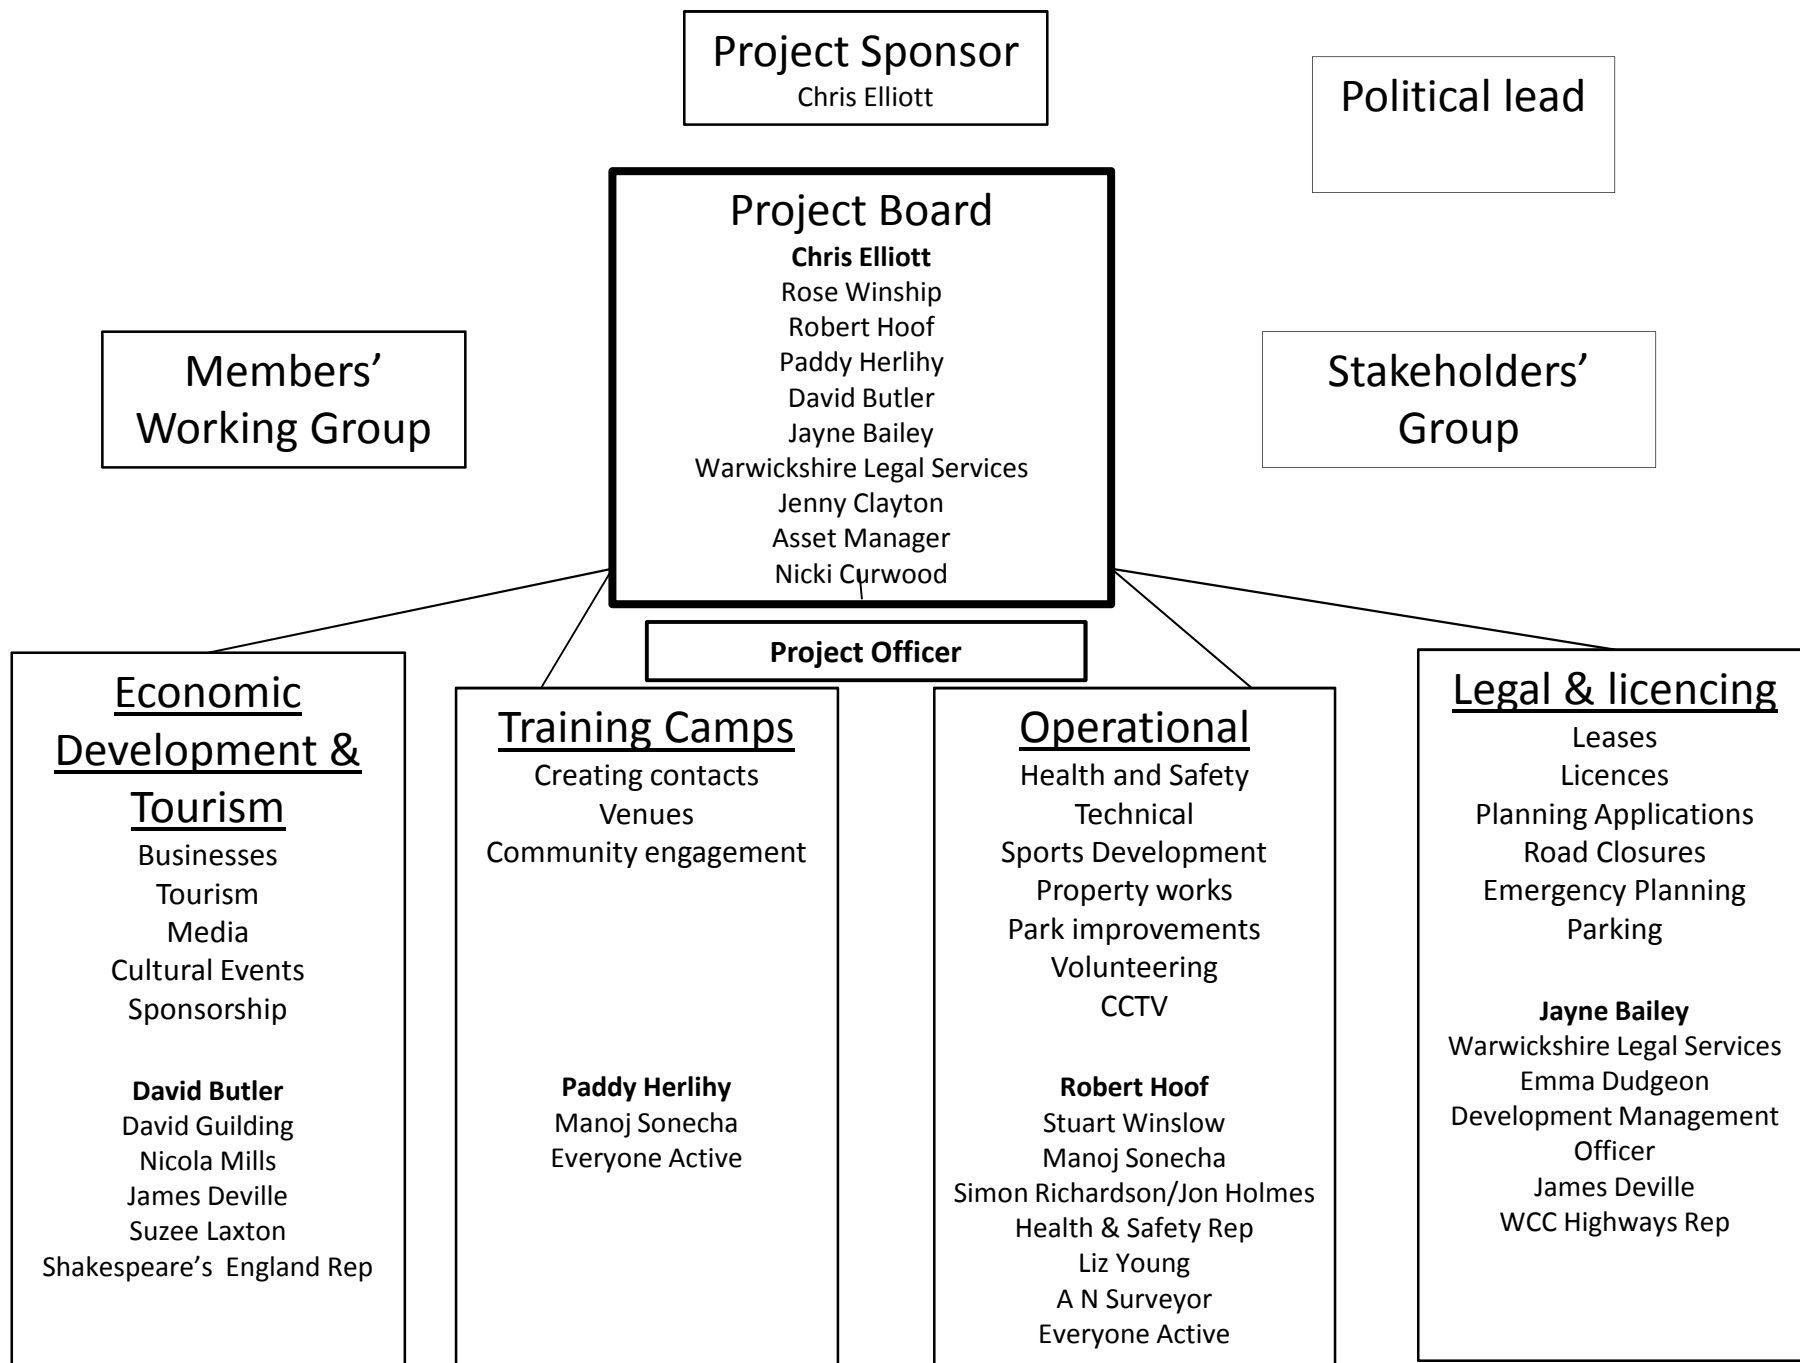 Project Sponsor
Chris Elliott
Political lead
Project Board
Chris Elliott
Rose Winship
Robert Hoof
Paddy Herlihy
David Butler
Jayne Bailey
Warwickshire Legal Services
Jenny Clayton
Asset Manager
Nicki Curwood
Members’
Working Group
Stakeholders’
Group
Project Officer
Economic
Development &
Tourism
Businesses
Tourism
Media
Cultural Events
Sponsorship
David Butler
David Guilding
Nicola Mills
James Deville
Suzee Laxton
Shakespeare’s England Rep
Training Camps
Creating contacts
Venues
Community engagement
Paddy Herlihy
Manoj Sonecha
Everyone Active
Operational
Health and Safety
Technical
Sports Development
Property works
Park improvements
Volunteering
CCTV
Robert Hoof
Stuart Winslow
Manoj Sonecha
Simon Richardson/Jon Holmes
Health & Safety Rep
Liz Young
A N Surveyor
Everyone Active
Legal & licencing
Leases
Licences
Planning Applications
Road Closures
Emergency Planning
Parking
Jayne Bailey
Warwickshire Legal Services
Emma Dudgeon
Development Management
Officer
James Deville
WCC Highways Rep